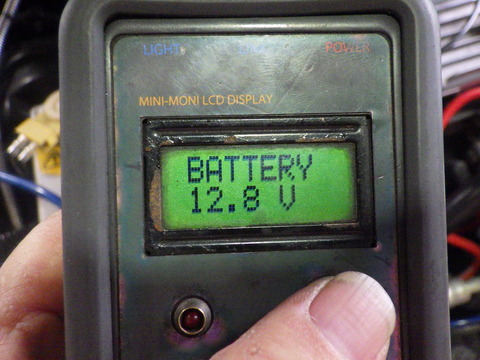 LIGHT POWER
MINI-MONI LCD DISPLAY
BATTERY
12.8 V